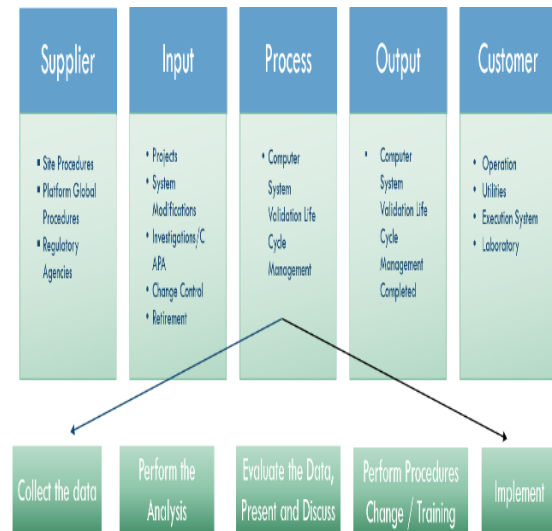 Supplier
▪ Site Procedures
▪ Platform Global
Procedures
▪ Regulatory
Agencies
Input
• Projects
• System
Modifications
• Investigations/C
APA
• Change Control
• Retirement
Process
• Computer
System
Validation Life
Cycle
Management
Output
• Computer
System
Validation Life
Cycle
Management
Completed
Customer
• Operation
• Utilities
• Execution System
• Laboratory
Collect the data
Perform the
Analysis
Evaluate the Data,
Present and Discuss
Perform Procedures
Change / Training
Implement